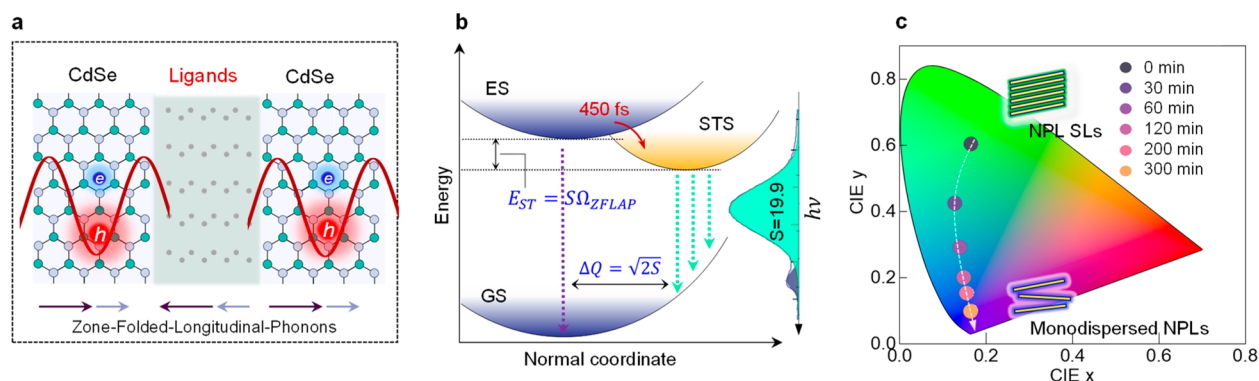 a
CdSe
Ligands
CdSe
e
h
e
h
Zone-Folded-Longitudinal-Phonons
b
Energy
ES
450 fs
STS
E_ST = SΩ_ZFLAP
ΔQ = √2S
GS
Normal coordinate
S=19.9
hν
c
CIE y
0.8
0.6
0.4
0.2
0.0
0.0
0.2
0.4
0.6
0.8
CIE x
NPL SLs
0 min
30 min
60 min
120 min
200 min
300 min
Monodispersed NPLs